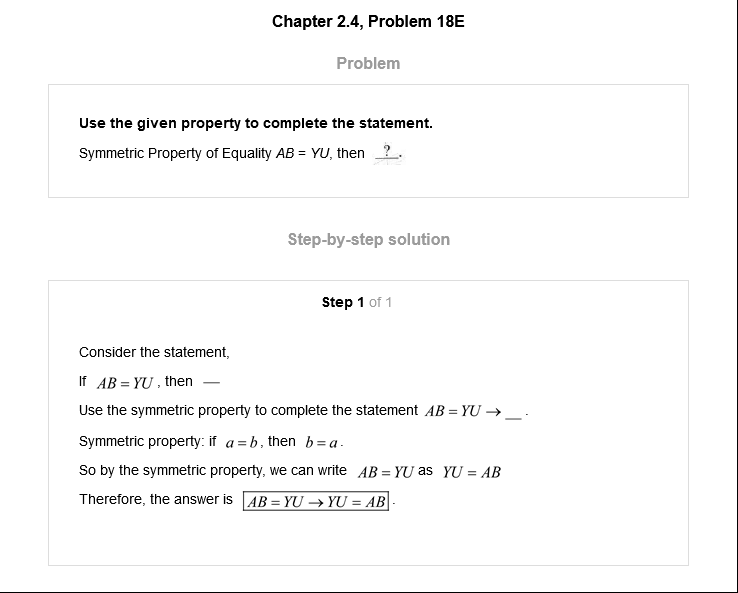 Chapter 2.4, Problem 18E
Problem
Use the given property to complete the statement.
Symmetric Property of Equality AB = YU, then ?.
Step-by-step solution
Step 1 of 1
Consider the statement,
If AB = YU , then —
Use the symmetric property to complete the statement AB = YU → __ .
Symmetric property: if a = b , then b = a .
So by the symmetric property, we can write AB = YU as YU = AB
Therefore, the answer is AB = YU → YU = AB .